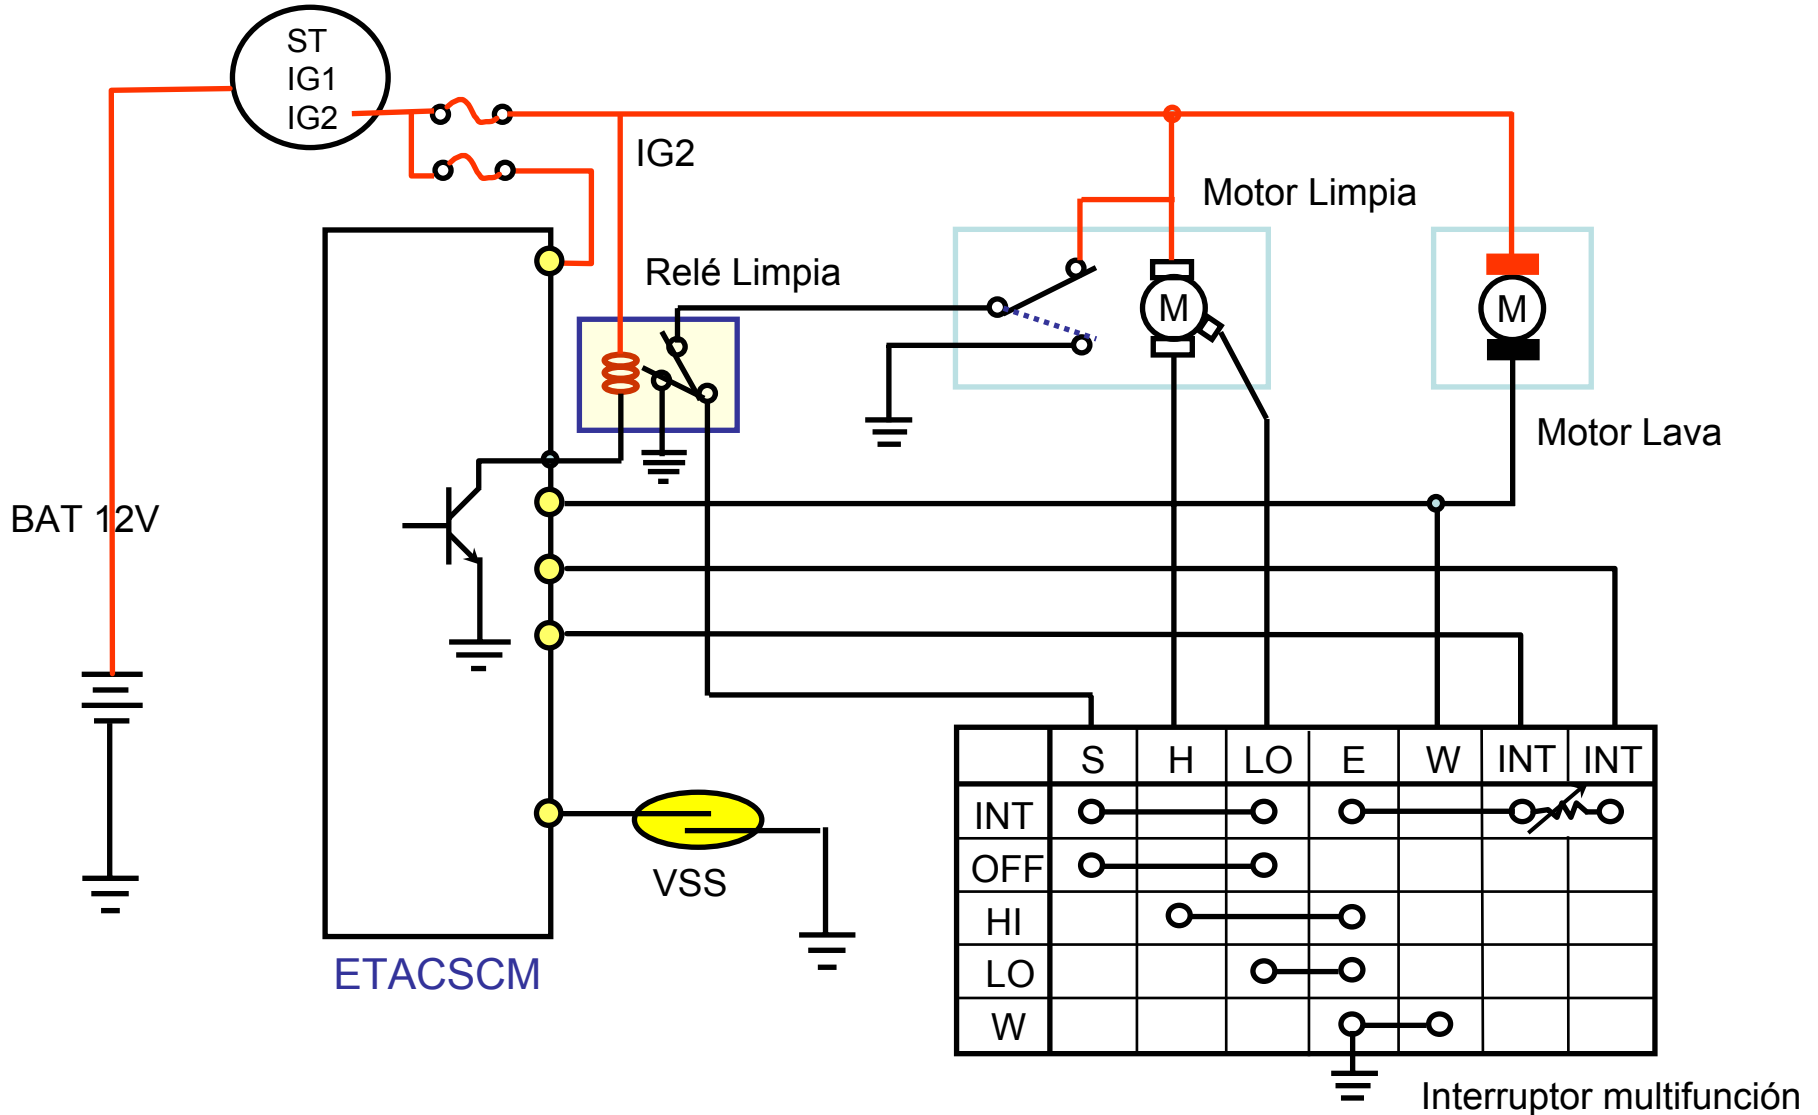 ST
IG1
IG2
IG2
Motor Limpia
Relé Limpia
M
M
Motor Lava
BAT 12V
S H LO E W INT INT
INT
OFF
HI
LO
W
VSS
ETACSCM
Interruptor multifunción